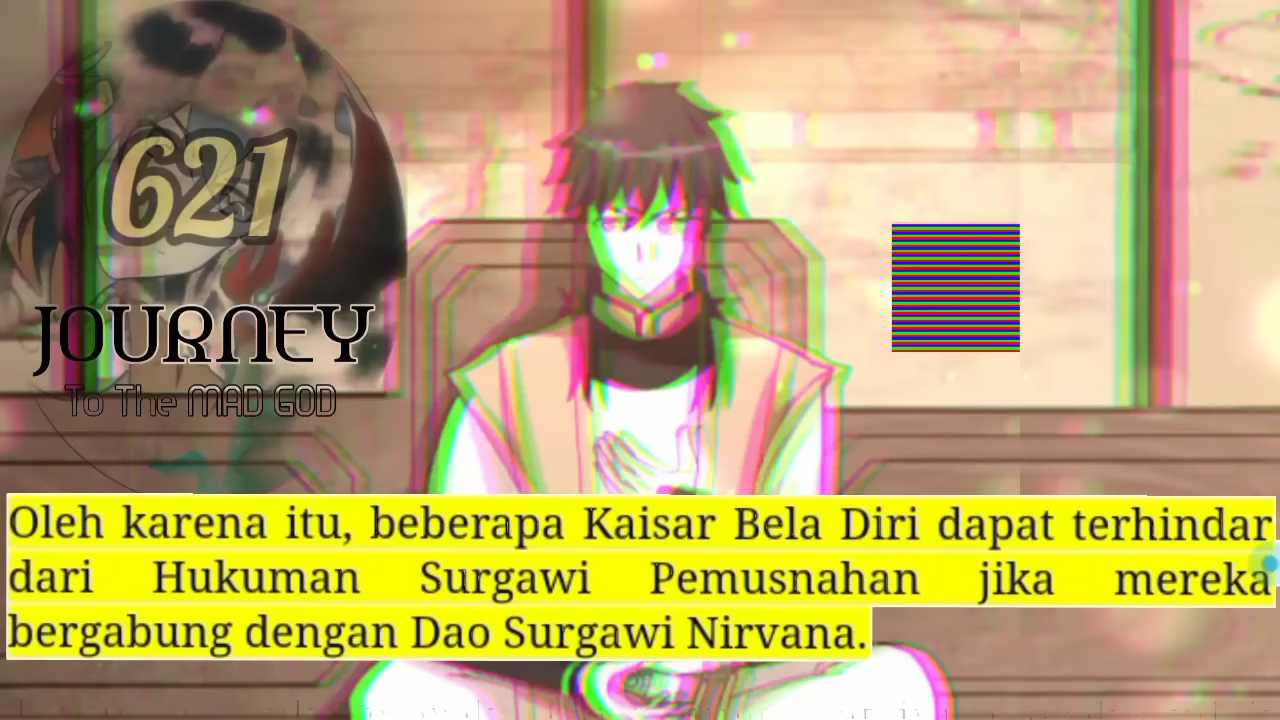 621
JOURNEY
To The MAD GOD
Oleh karena itu, beberapa Kaisar Bela Diri dapat terhindar
dari Hukuman Surgawi Pemusnahan jika mereka
bergabung dengan Dao Surgawi Nirvana.